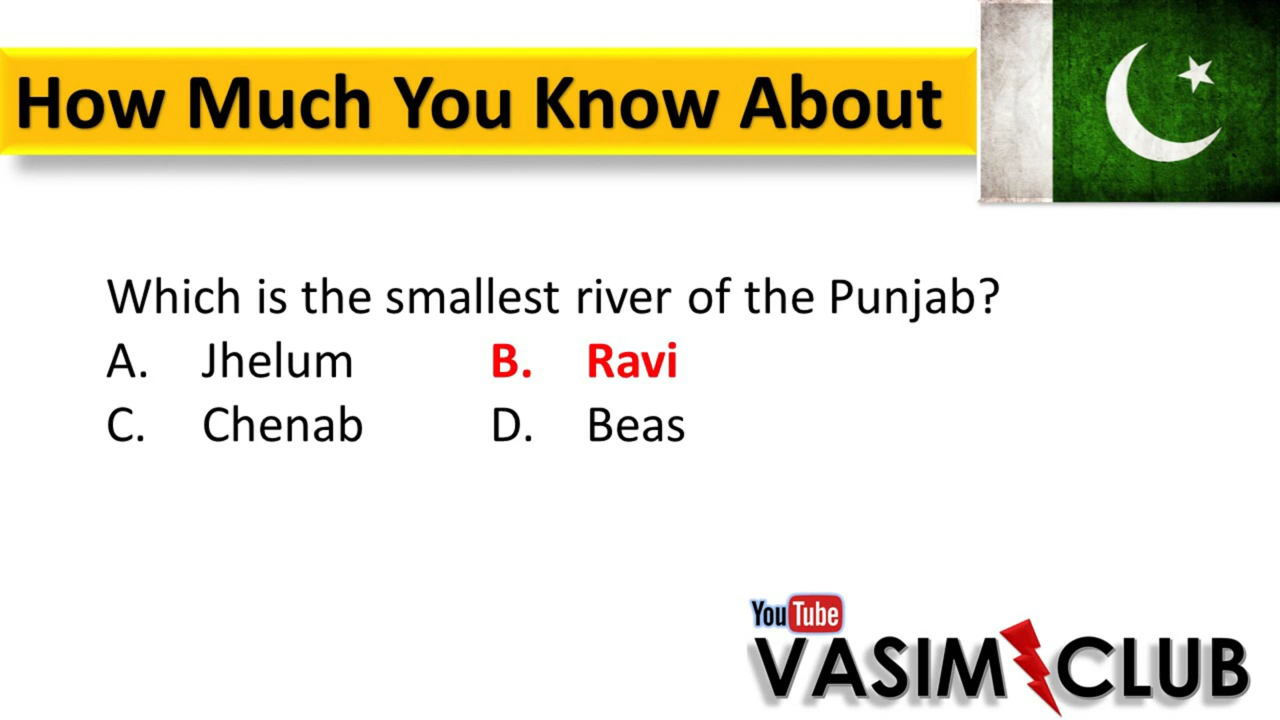 How Much You Know About
Which is the smallest river of the Punjab?
A. Jhelum B. Ravi
C. Chenab D. Beas
YouTube
VASIM CLUB